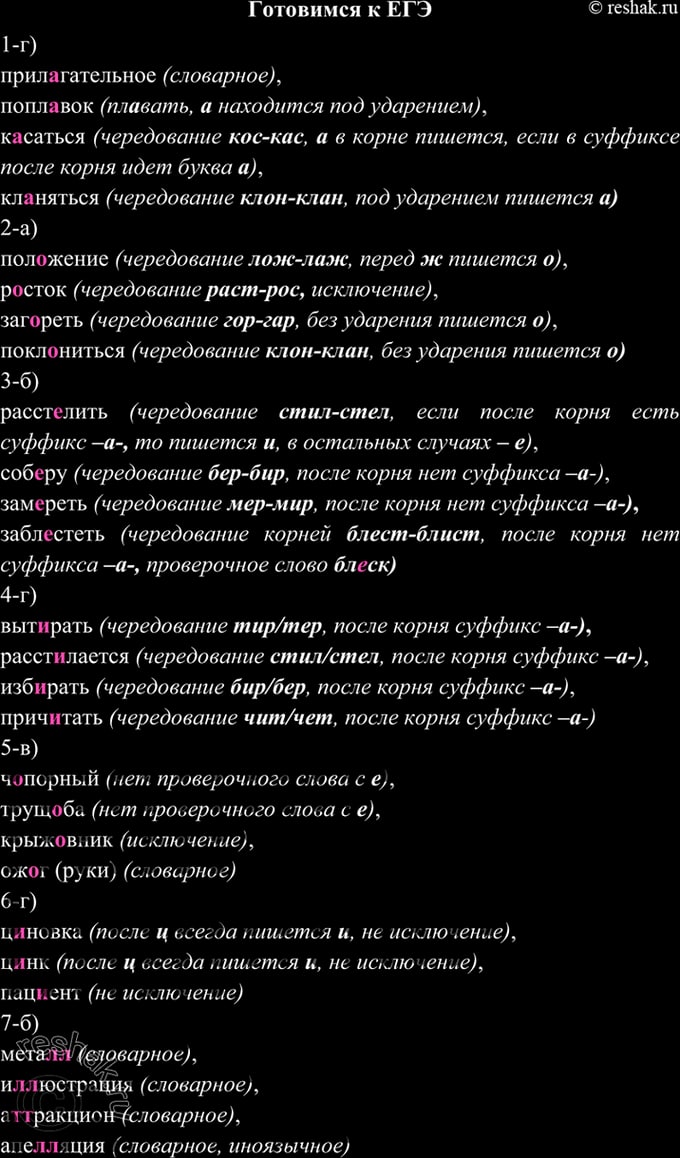 Готовимся к ЕГЭ
© reshak.ru
1-г)
прилагательное (словарное),
поплавок (плавать, а находится под ударением),
касаться (чередование кос-кас, а в корне пишется, если в суффиксе
после корня идет буква а),
кланяться (чередование клон-клан, под ударением пишется а)
2-а)
положение (чередование лож-лаж, перед ж пишется о),
росток (чередование раст-рос, исключение),
загореть (чередование гор-гар, без ударения пишется о),
поклониться (чередование клон-клан, без ударения пишется о)
3-б)
расстелить (чередование стил-стел, если после корня есть
суффикс –а-, то пишется и, в остальных случаях – е),
соберу (чередование бер-бир, после корня нет суффикса –а-),
замереть (чередование мер-мир, после корня нет суффикса –а-),
заблестеть (чередование корней блест-блист, после корня нет
суффикса –а-, проверочное слово блеск)
4-г)
вытирать (чередование тир/тер, после корня суффикс –а-),
расстилается (чередование стил/стел, после корня суффикс –а-),
избирать (чередование бир/бер, после корня суффикс –а-),
причитать (чередование чит/чет, после корня суффикс –а-)
5-в)
чопорный (нет проверочного слова с е),
трущоба (нет проверочного слова с е),
крыжовник (исключение),
ожог (руки) (словарное)
6-г)
циновка (после ц всегда пишется и, не исключение),
цинк (после ц всегда пишется и, не исключение),
пациент (не исключение)
7-б)
металл (словарное),
иллюстрация (словарное),
аттракцион (словарное),
апелляция (словарное, иноязычное)
reshak.ru
©